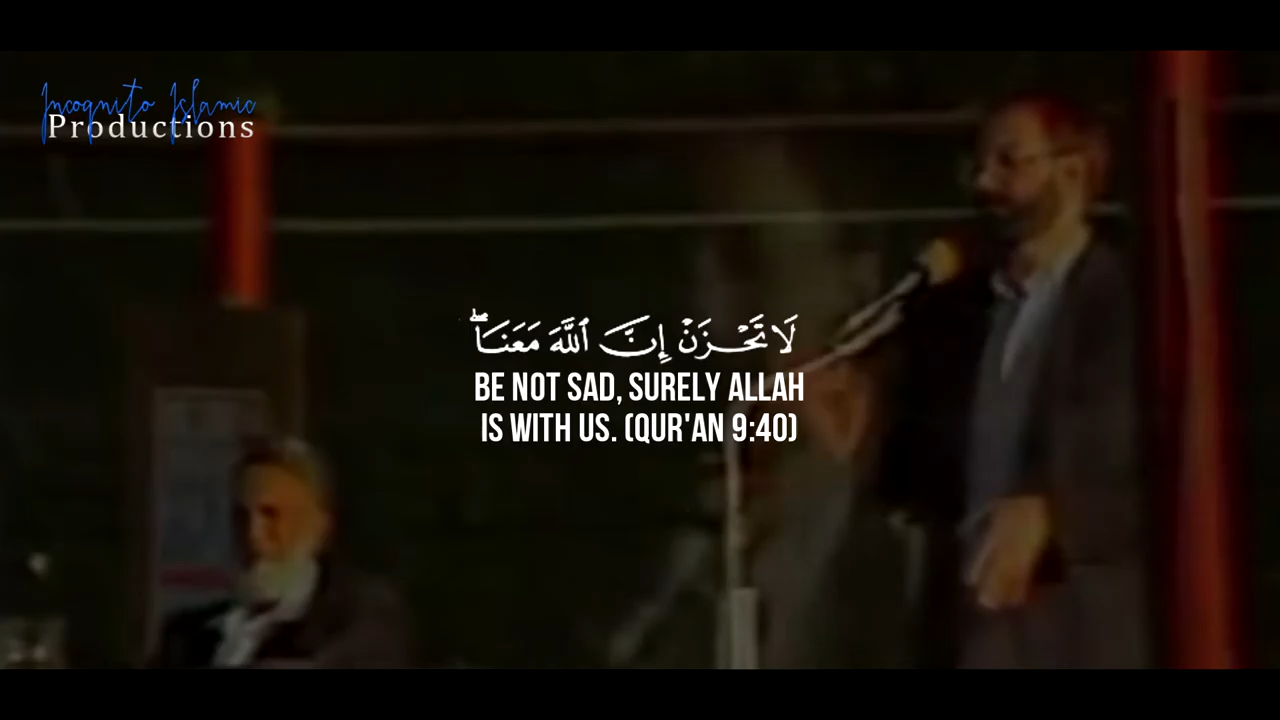 Incognito Islamic
Productions
لَا تَحْزَنْ إِنَّ ٱللَّهَ مَعَنَاۖ
BE NOT SAD, SURELY ALLAH
IS WITH US. (QUR'AN 9:40)